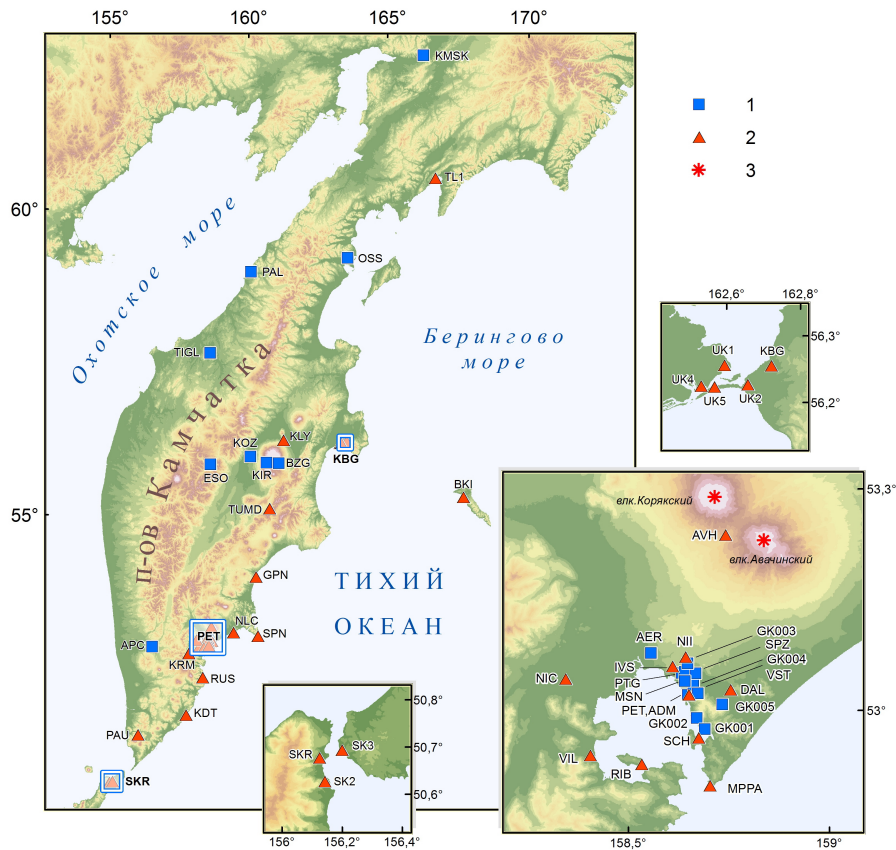 155°
160°
165°
170°
60°
55°
1
2
3
KMSK
TL1
OSS
PAL
TIGL
Охотское море
Берингово
море
п-ов Камчатка
KOZ
KLY
ESO
KIR
BZG
KBG
TUMD
BKI
GPN
ТИХИЙ
ОКЕАН
NLC
PET
SPN
APC
KRM
RUS
KDT
PAU
SKR
162,6°
162,8°
56,3°
56,2°
UK1
KBG
UK4
UK5
UK2
50,8°
50,7°
50,6°
SK3
SKR
SK2
156°
156,2°
156,4°
53,3°
влк.Корякский
AVH
влк.Авачинский
AER
NII
GK003
SPZ
GK004
VST
IVS
PTG
MSN
NIC
PET,ADM
DAL
GK005
GK002
GK001
SCH
53°
VIL
RIB
MPPA
158,5°
159°